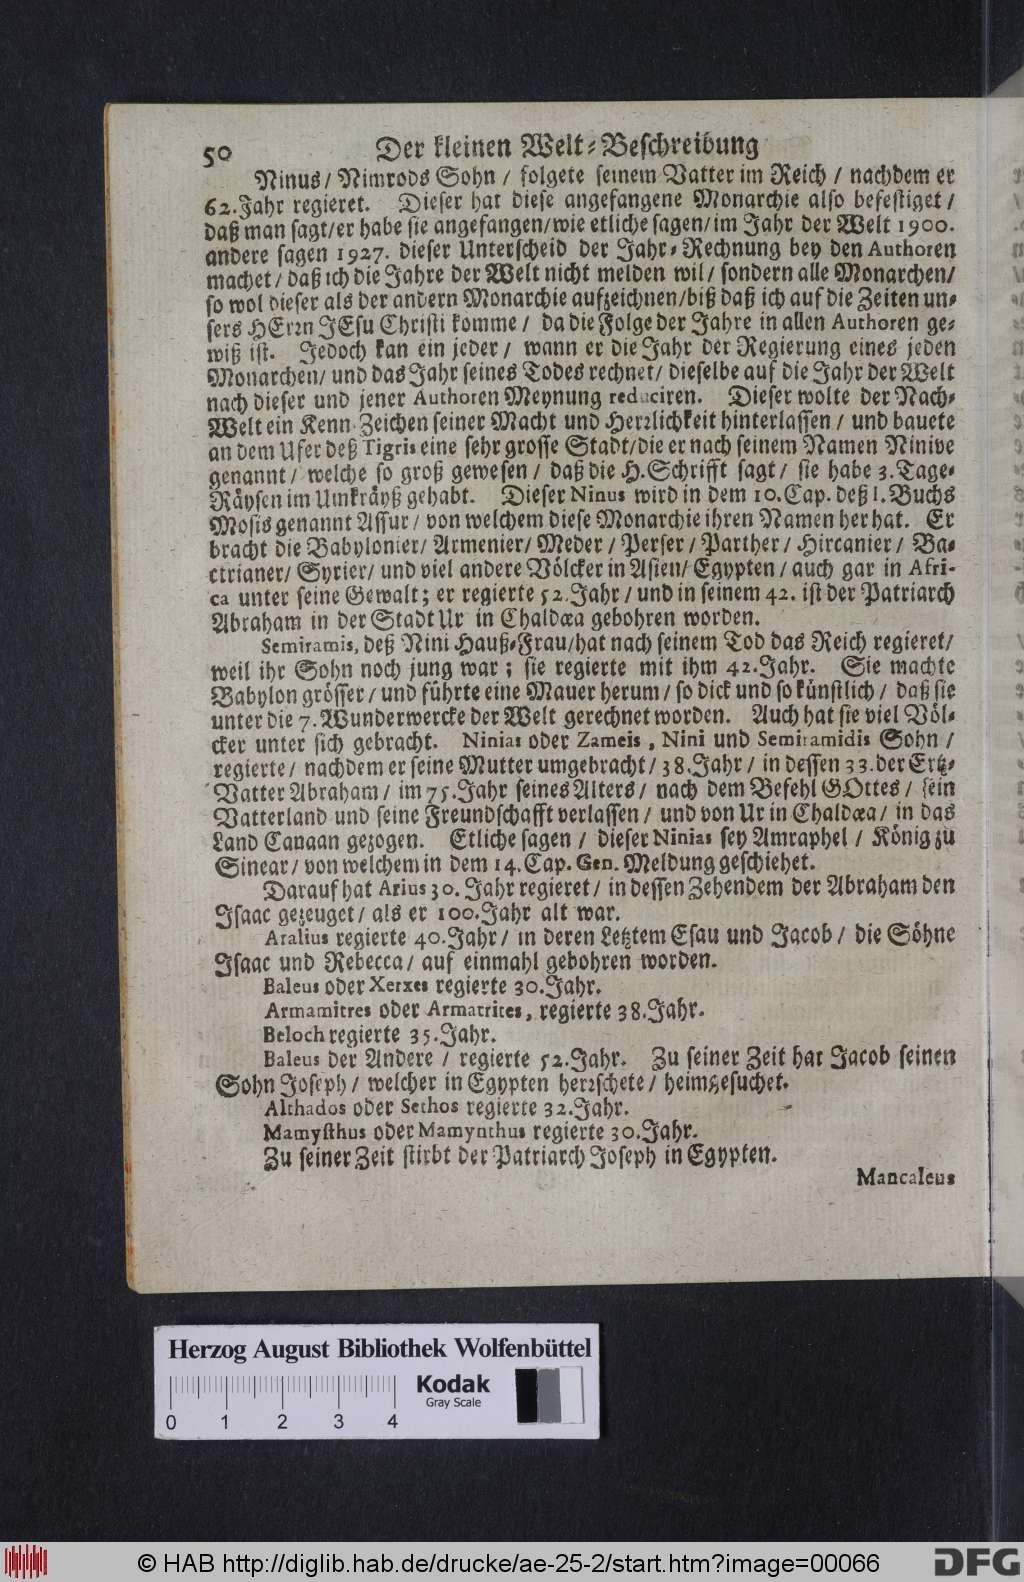 50 Der kleinen Welt-Beschreibung
Ninus / Nimrods Sohn / folgete seinem Vatter im Reich / nachdem er
62. Jahr regieret. Dieser hat diese angefangene Monarchie also befestiget /
daß man sagt / er habe sie angefangen / wie etliche sagen / im Jahr der Welt 1900.
andere sagen 1927. dieser Unterscheid der Jahr-Rechnung bey den Authoren
machet / daß ich die Jahre der Welt nicht melden wil / sondern alle Monarchen /
so wol dieser als der andern Monarchie aufzeichnen / biß daß ich auf die Zeiten un-
sers HErrn JEsu Christi komme / da die Folge der Jahre in allen Authoren ge-
wiß ist. Jedoch kan ein jeder / wann er die Jahr der Regierung eines jeden
Monarchen / und das Jahr seines Todes rechnet / dieselbe auf die Jahr der Welt
nach dieser und jener Authoren Meynung reduciren. Dieser wolte der Nach-
Welt ein Kenn-Zeichen seiner Macht und Herrlichkeit hinterlassen / und bauete
an dem Ufer deß Tigris eine sehr grosse Stadt / die er nach seinem Namen Ninive
genannt / welche so groß gewesen / daß die H. Schrifft sagt / sie habe 3. Tage-
Räysen im Umkräyß gehabt. Dieser Ninus wird in dem 10. Cap. deß I. Buchs
Mosis genannt Assur / von welchem diese Monarchie ihren Namen her hat. Er
bracht die Babylonier / Armenier / Meder / Perser / Parther / Hircanier / Ba-
ctrianer / Syrier / und viel andere Völcker in Asien / Egypten / auch gar in Afri-
ca unter seine Gewalt; er regierte 52. Jahr / und in seinem 42. ist der Patriarch
Abraham in der Stadt Ur in Chaldæa gebohren worden.
Semiramis, deß Nini Hauß-Frau / hat nach seinem Tod das Reich regieret /
weil ihr Sohn noch jung war; sie regierte mit ihm 42. Jahr. Sie machte
Babylon grösser / und führte eine Mauer herum / so dick und so künstlich / daß sie
unter die 7. Wunderwercke der Welt gerechnet worden. Auch hat sie viel Völ-
cker unter sich gebracht. Ninias oder Zameis, Nini und Semiramidis Sohn /
regierte / nachdem er seine Mutter umgebracht / 38. Jahr / in dessen 33. der Ertz-
Vatter Abraham / im 75. Jahr seines Alters / nach dem Befehl GOttes / sein
Vatterland und seine Freundschafft verlassen / und von Ur in Chaldæa / in das
Land Canaan gezogen. Etliche sagen / dieser Ninias sey Amraphel / König zu
Sinear / von welchem in dem 14. Cap. Gen. Meldung geschiehet.
Darauf hat Arius 30. Jahr regieret / in dessen Zehendem der Abraham den
Isaac gezeuget / als er 100. Jahr alt war.
Aralius regierte 40. Jahr / in deren Letztem Esau und Jacob / die Söhne
Isaac und Rebecca / auf einmahl gebohren worden.
Baleus oder Xerxes regierte 30. Jahr.
Armamitres oder Armatrites, regierte 38. Jahr.
Beloch regierte 35. Jahr.
Baleus der Andere / regierte 52. Jahr. Zu seiner Zeit hat Jacob seinen
Sohn Joseph / welcher in Egypten herrschete / heimgesuchet.
Althados oder Sethos regierte 32. Jahr.
Mamysthus oder Mamynthus regierte 30. Jahr.
Zu seiner Zeit stirbt der Patriarch Joseph in Egypten.
Mancaleus
Herzog August Bibliothek Wolfenbüttel
Kodak
Gray Scale
0 1 2 3 4
© HAB http://diglib.hab.de/drucke/ae-25-2/start.htm?image=00066
DFG